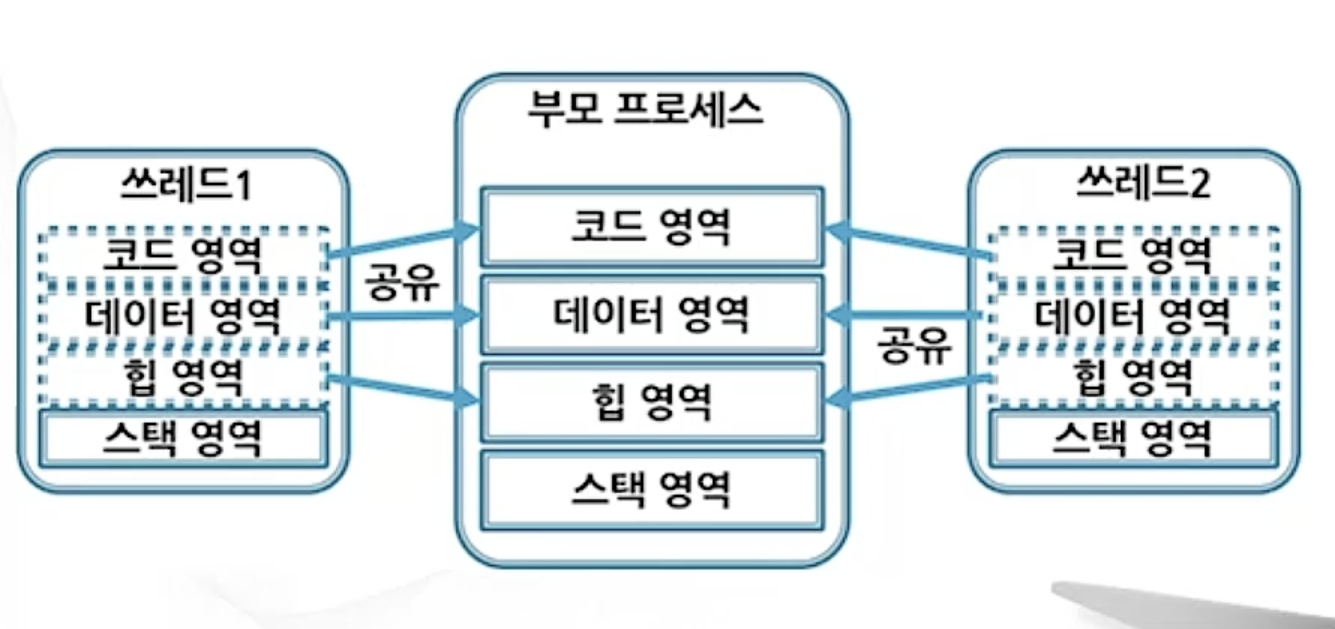 부모 프로세스
코드 영역
데이터 영역
힙 영역
스택 영역
쓰레드1
코드 영역
데이터 영역
힙 영역
스택 영역
공유
쓰레드2
코드 영역
데이터 영역
힙 영역
스택 영역
공유